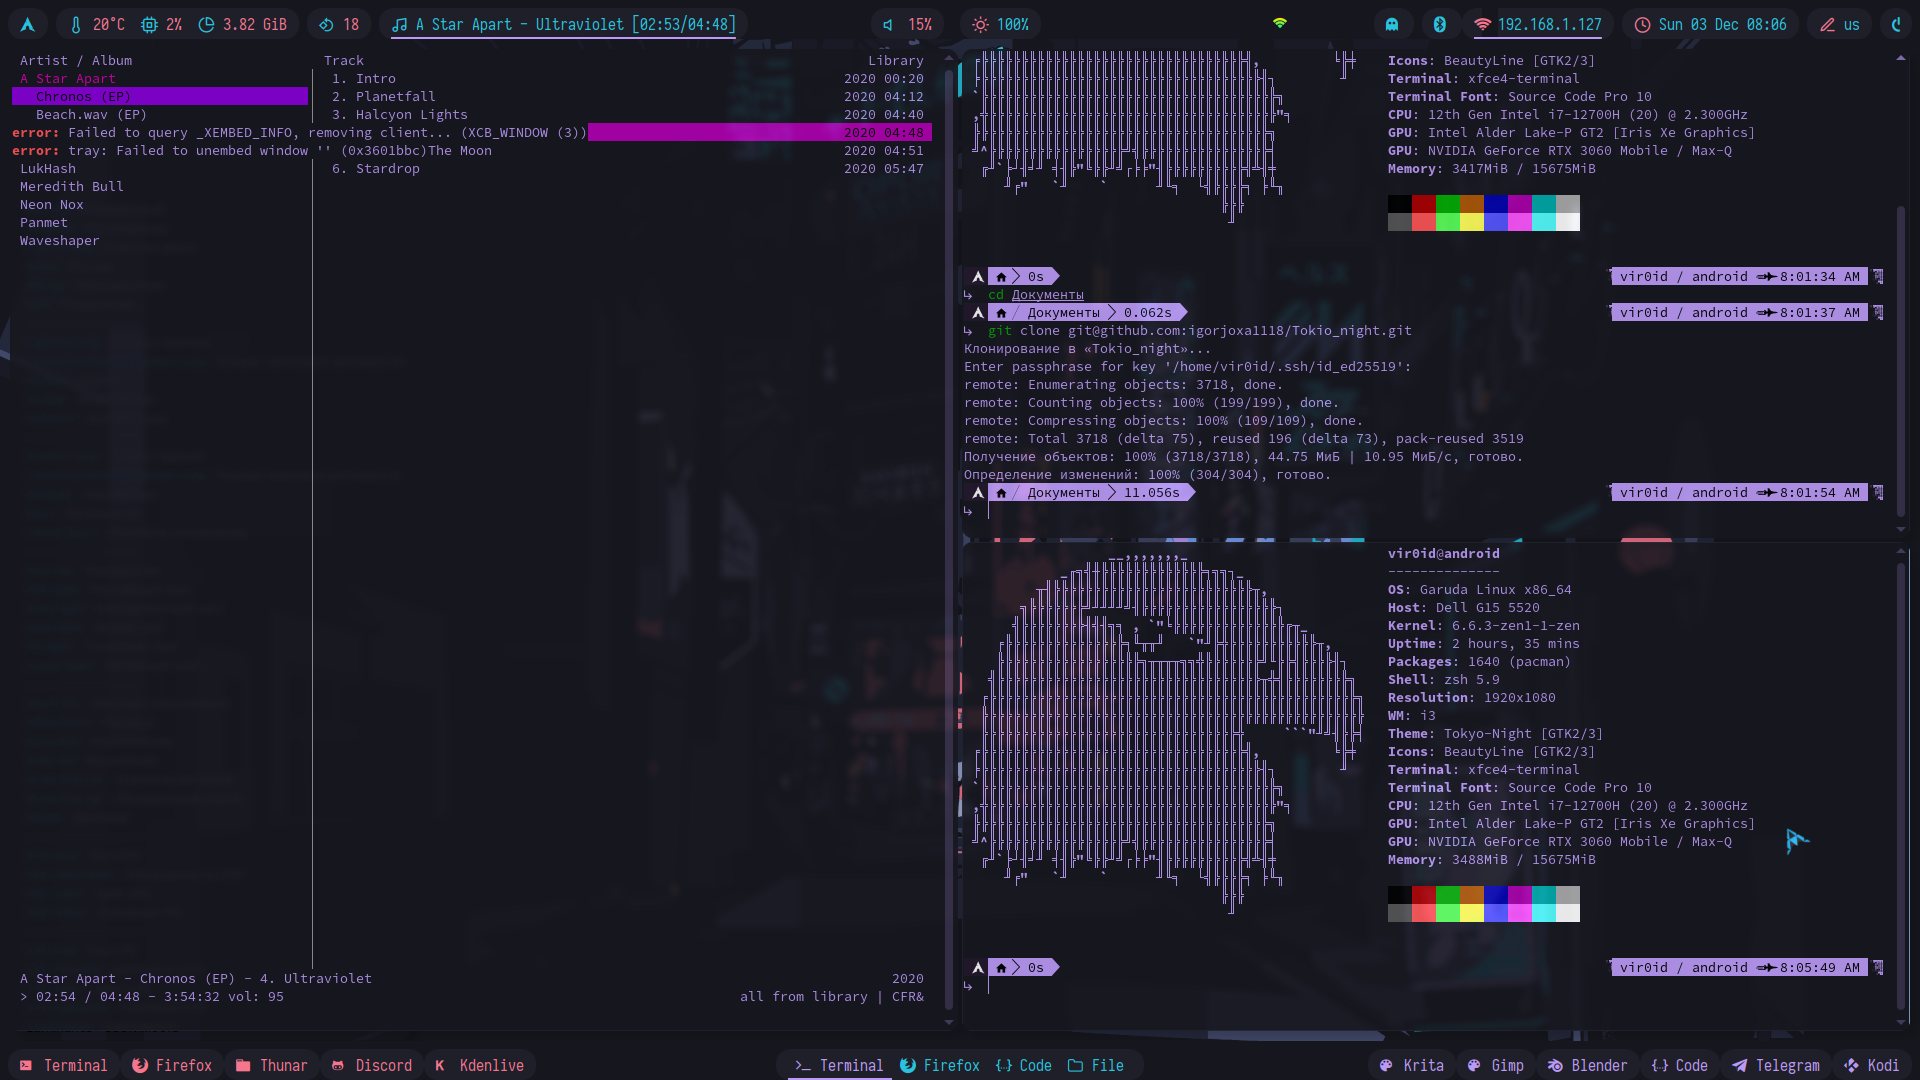 20°C 2% 3.82 GiB 18 A Star Apart - Ultraviolet [02:53/04:48] 15% 100% 192.168.1.127 Sun 03 Dec 08:06 us
Artist / Album Track Library
A Star Apart 1. Intro 2020 00:20
Chronos (EP) 2. Planetfall 2020 04:12
Beach.wav (EP) 3. Halcyon Lights 2020 04:40
error: Failed to query _XEMBED_INFO, removing client... (XCB_WINDOW (3)) 2020 04:48
error: tray: Failed to unembed window '' (0x3601bbc)The Moon 2020 04:51
LukHash 6. Stardrop 2020 05:47
Meredith Bull
Neon Nox
Panmet
Waveshaper
A Star Apart - Chronos (EP) - 4. Ultraviolet 2020
> 02:54 / 04:48 - 3:54:32 vol: 95 all from library | CFR&
Icons: BeautyLine [GTK2/3]
Terminal: xfce4-terminal
Terminal Font: Source Code Pro 10
CPU: 12th Gen Intel i7-12700H (20) @ 2.300GHz
GPU: Intel Alder Lake-P GT2 [Iris Xe Graphics]
GPU: NVIDIA GeForce RTX 3060 Mobile / Max-Q
Memory: 3417MiB / 15675MiB
0s vir0id / android 8:01:34 AM
cd Документы
Документы 0.062s vir0id / android 8:01:37 AM
git clone git@github.com:igorjoxa1118/Tokio_night.git
Клонирование в «Tokio_night»...
Enter passphrase for key '/home/vir0id/.ssh/id_ed25519':
remote: Enumerating objects: 3718, done.
remote: Counting objects: 100% (199/199), done.
remote: Compressing objects: 100% (109/109), done.
remote: Total 3718 (delta 75), reused 196 (delta 73), pack-reused 3519
Получение объектов: 100% (3718/3718), 44.75 МиБ | 10.95 МиБ/с, готово.
Определение изменений: 100% (304/304), готово.
Документы 11.056s vir0id / android 8:01:54 AM
vir0id@android
--------------
OS: Garuda Linux x86_64
Host: Dell G15 5520
Kernel: 6.6.3-zen1-1-zen
Uptime: 2 hours, 35 mins
Packages: 1640 (pacman)
Shell: zsh 5.9
Resolution: 1920x1080
WM: i3
Theme: Tokyo-Night [GTK2/3]
Icons: BeautyLine [GTK2/3]
Terminal: xfce4-terminal
Terminal Font: Source Code Pro 10
CPU: 12th Gen Intel i7-12700H (20) @ 2.300GHz
GPU: Intel Alder Lake-P GT2 [Iris Xe Graphics]
GPU: NVIDIA GeForce RTX 3060 Mobile / Max-Q
Memory: 3488MiB / 15675MiB
0s vir0id / android 8:05:49 AM
Terminal Firefox Thunar Discord Kdenlive Terminal Firefox Code File Krita Gimp Blender Code Telegram Kodi